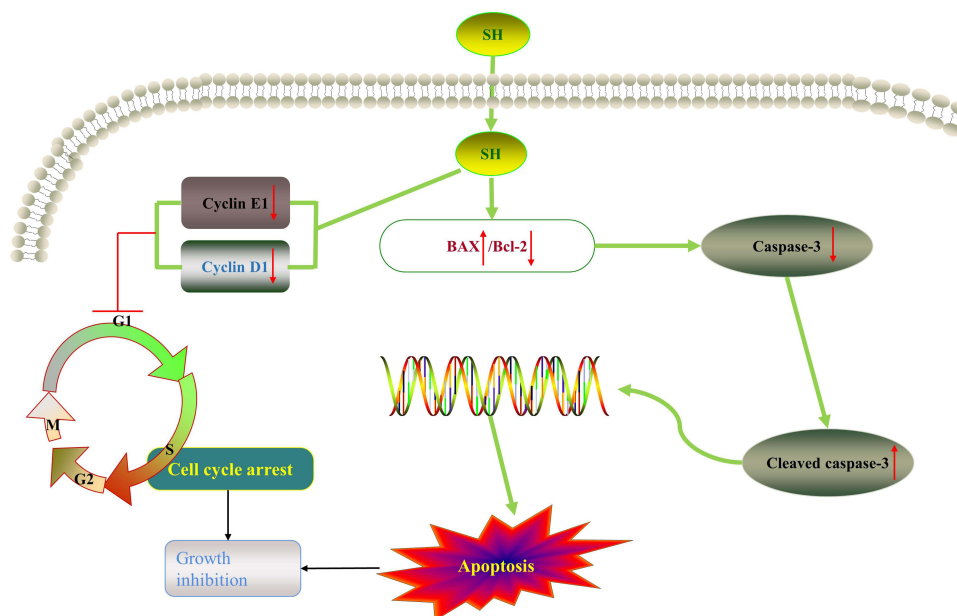 SH
SH
Cyclin E1
Cyclin D1
BAX /Bcl-2
Caspase-3
G1
M
S
G2
Cell cycle arrest
Cleaved caspase-3
Growth
inhibition
Apoptosis